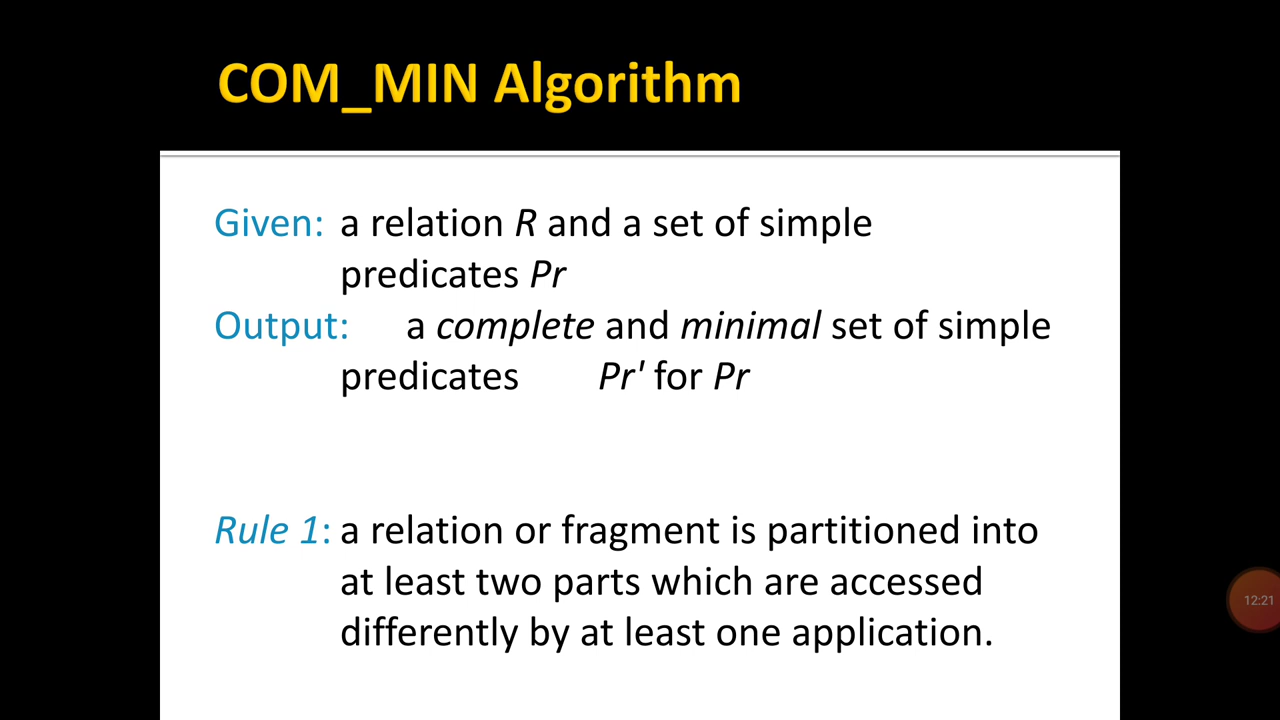 COM_MIN Algorithm
Given: a relation R and a set of simple
predicates Pr
Output: a complete and minimal set of simple
predicates Pr' for Pr
Rule 1: a relation or fragment is partitioned into
at least two parts which are accessed
differently by at least one application.
12:21